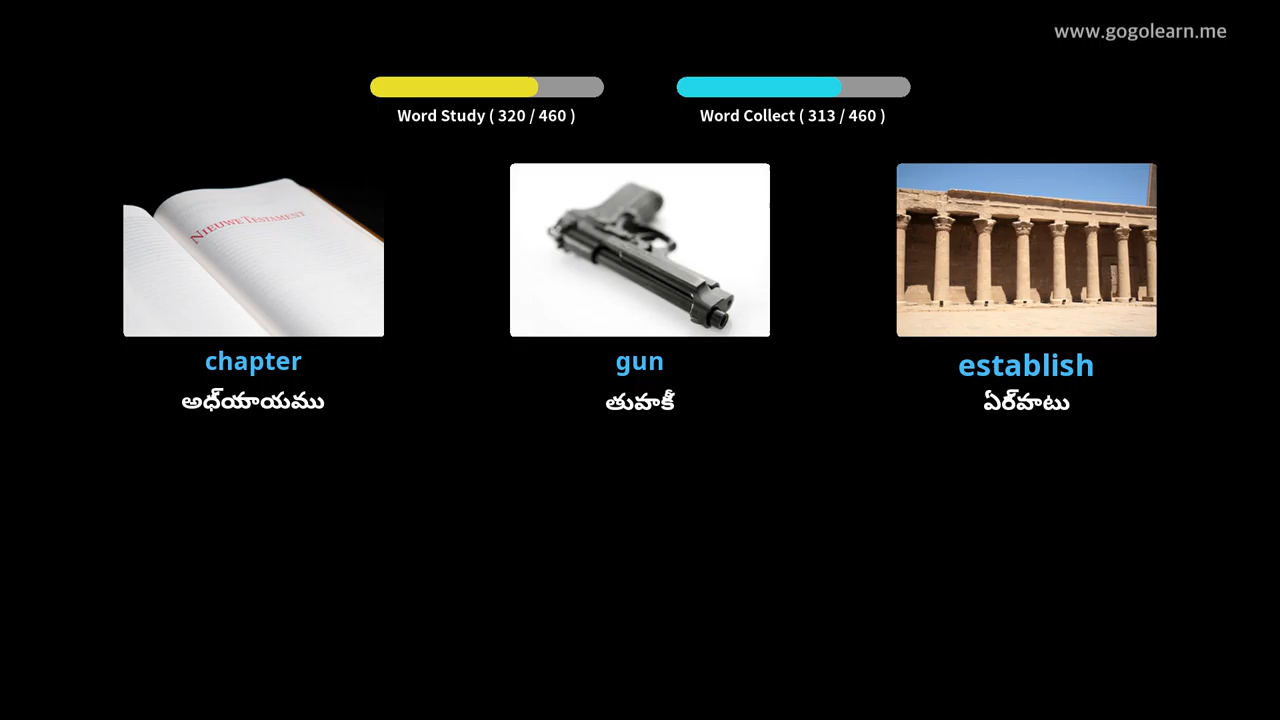 www.gogolearn.me
Word Study ( 320 / 460 )
Word Collect ( 313 / 460 )
NIEUWE TESTAMENT
chapter
gun
establish
అధ్యాయము
తుపాకీ
ఏర్పాటు